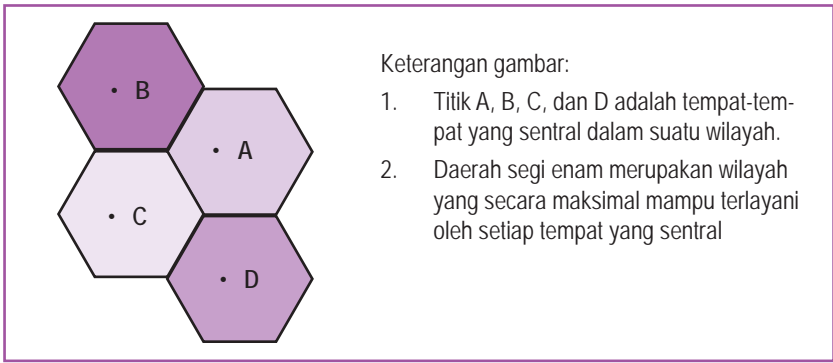 B
A
C
D
Keterangan gambar:
1. Titik A, B, C, dan D adalah tempat-tem-
pat yang sentral dalam suatu wilayah.
2. Daerah segi enam merupakan wilayah
yang secara maksimal mampu terlayani
oleh setiap tempat yang sentral